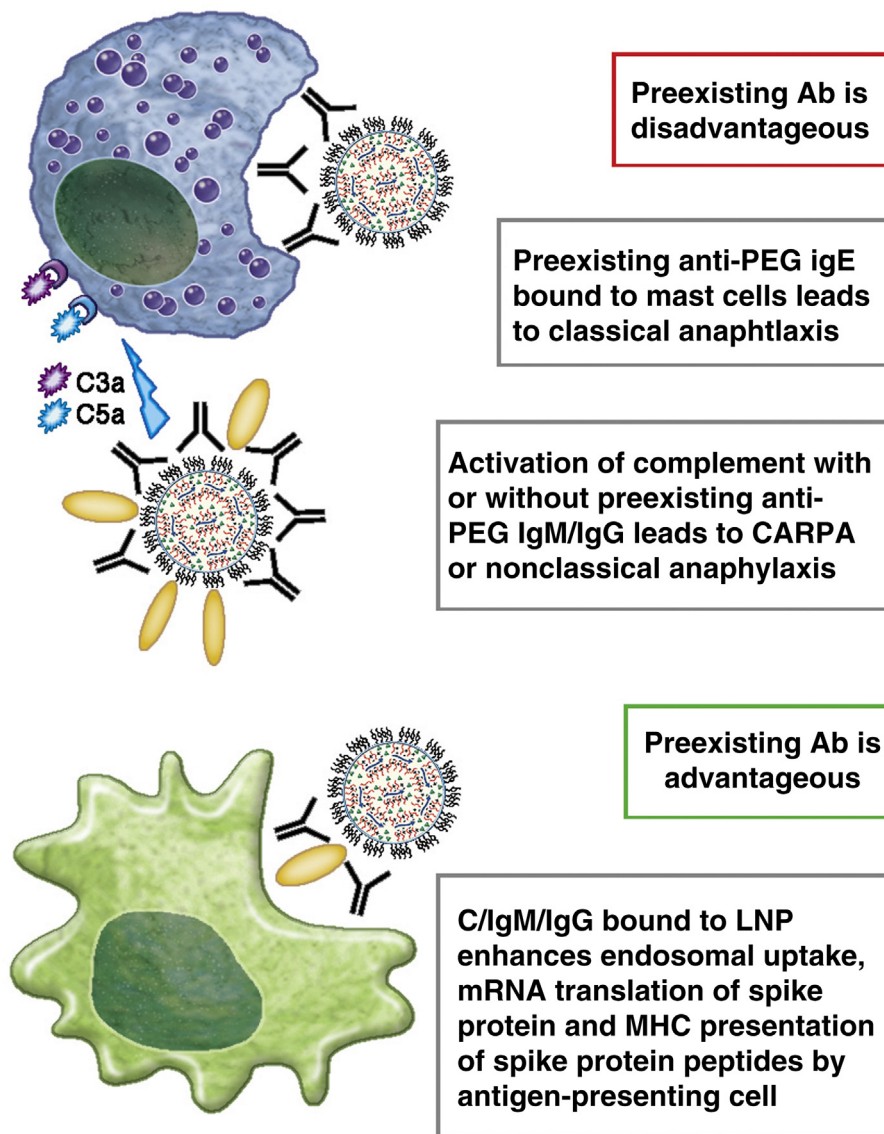 Preexisting Ab is
disadvantageous
Preexisting anti-PEG igE
bound to mast cells leads
to classical anaphtlaxis
C3a
C5a
Activation of complement with
or without preexisting anti-
PEG IgM/IgG leads to CARPA
or nonclassical anaphylaxis
Preexisting Ab is
advantageous
C/IgM/IgG bound to LNP
enhances endosomal uptake,
mRNA translation of spike
protein and MHC presentation
of spike protein peptides by
antigen-presenting cell